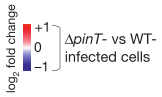 log₂ fold change
+1
0
−1
ΔpinT- vs WT-
infected cells